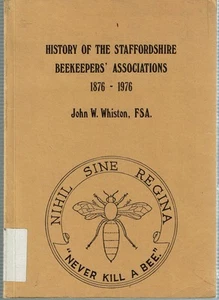 HISTORY OF THE STAFFORDSHIRE
BEEKEEPERS' ASSOCIATIONS
1876 - 1976
John W. Whiston, FSA.
NIHIL SINE REGINA
"NEVER KILL A BEE."